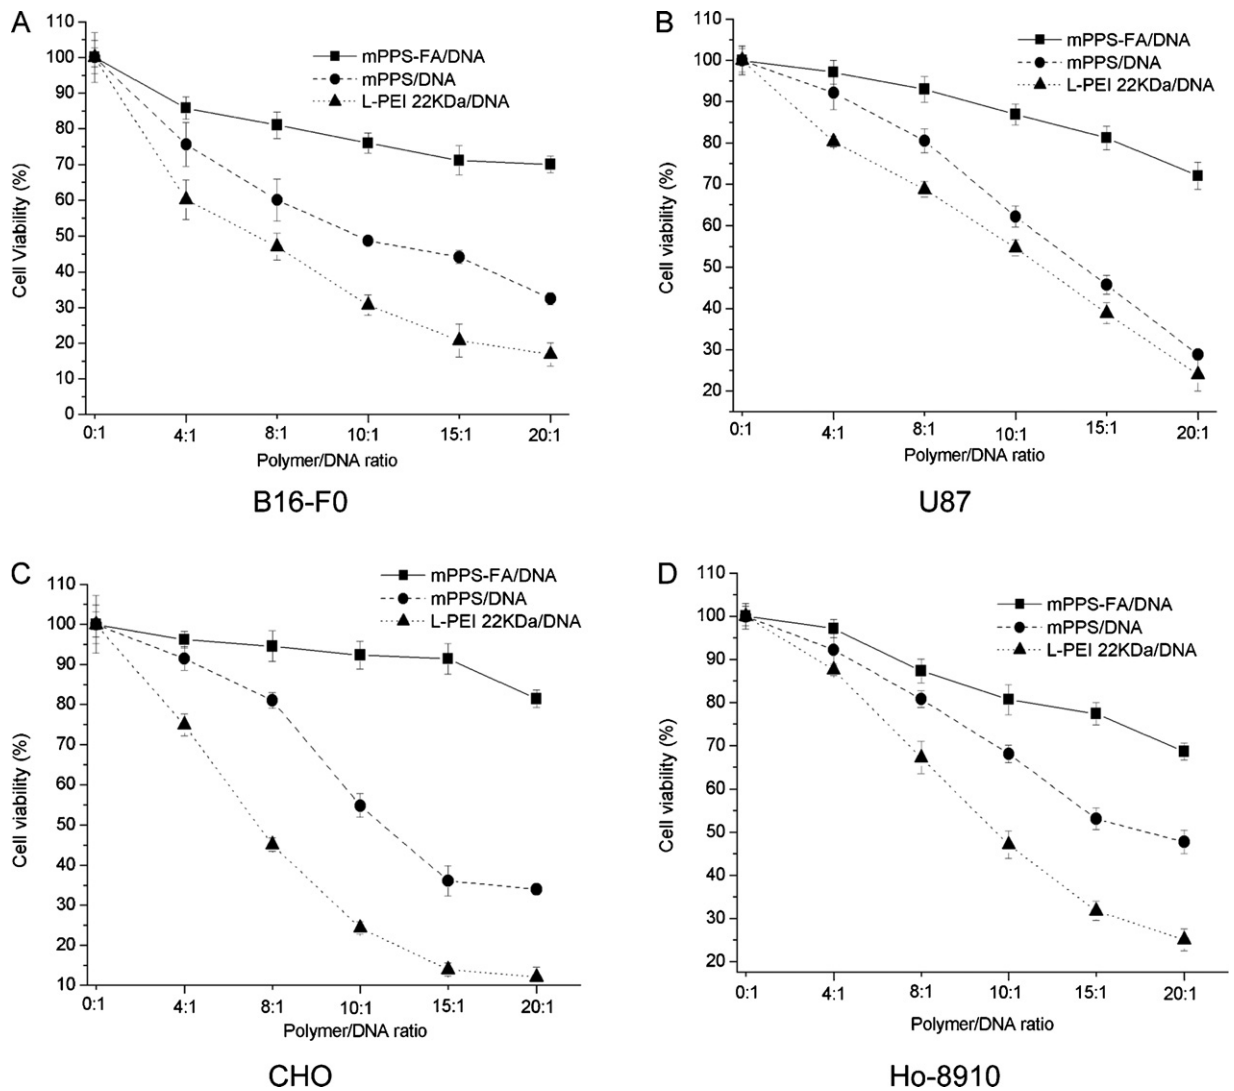 A
110
100
90
80
70
60
50
40
30
20
10
0
Cell Viability (%)
mPPS-FA/DNA
mPPS/DNA
L-PEI 22KDa/DNA
0:1 4:1 8:1 10:1 15:1 20:1
Polymer/DNA ratio
B16-F0
B
110
100
90
80
70
60
50
40
30
20
Cell viability (%)
mPPS-FA/DNA
mPPS/DNA
L-PEI 22KDa/DNA
0:1 4:1 8:1 10:1 15:1 20:1
Polymer/DNA ratio
U87
C
110
100
90
80
70
60
50
40
30
20
10
Cell viability (%)
mPPS-FA/DNA
mPPS/DNA
L-PEI 22KDa/DNA
0:1 4:1 8:1 10:1 15:1 20:1
Polymer/DNA ratio
CHO
D
110
100
90
80
70
60
50
40
30
20
Cell viability (%)
mPPS-FA/DNA
mPPS/DNA
L-PEI 22KDa/DNA
0:1 4:1 8:1 10:1 15:1 20:1
Polymer/DNA ratio
Ho-8910